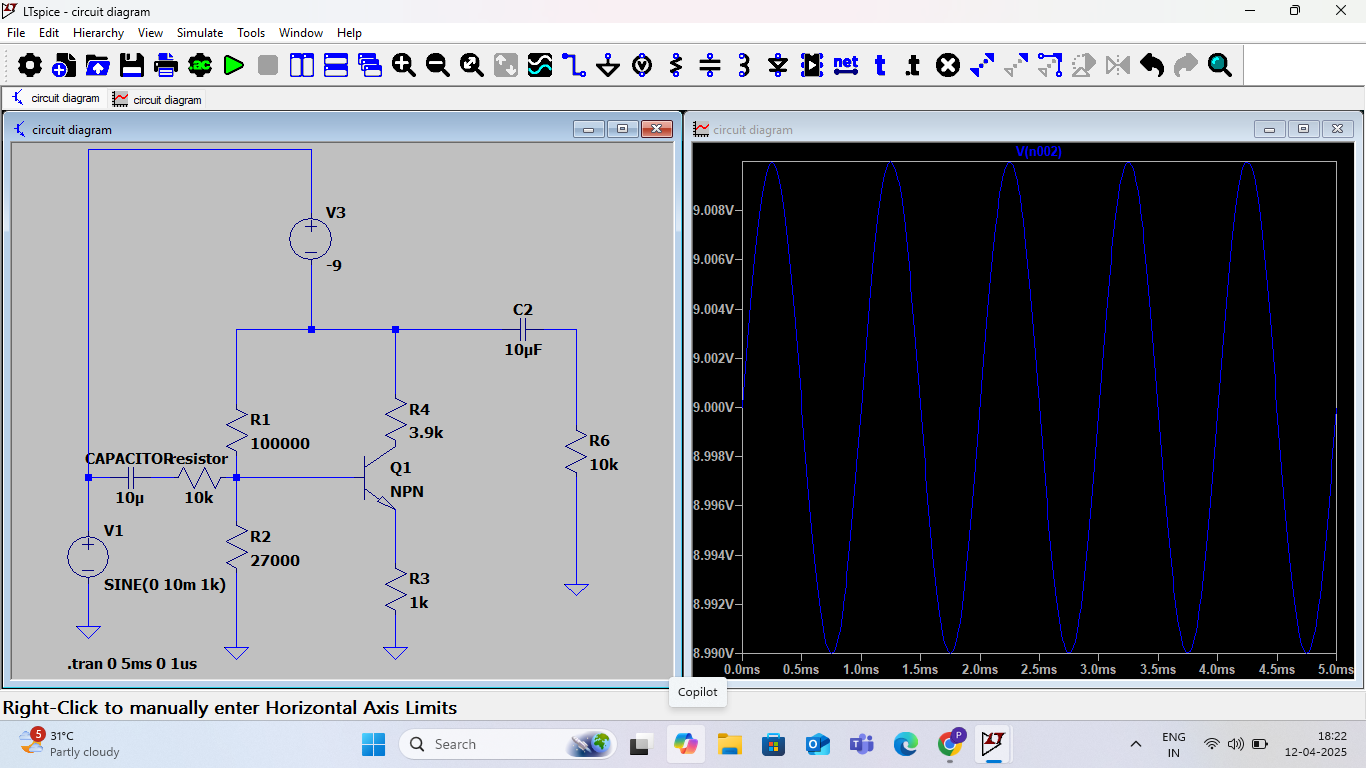 LTspice - circuit diagram
File Edit Hierarchy View Simulate Tools Window Help
.ac net t .t
circuit diagram circuit diagram
circuit diagram
V3
-9
C2
10µF
R1
100000
R4
3.9k
R6
10k
CAPACITOR resistor
10µ 10k
Q1
NPN
V1
SINE(0 10m 1k)
R2
27000
R3
1k
.tran 0 5ms 0 1us
circuit diagram
V(n002)
9.008V
9.006V
9.004V
9.002V
9.000V
8.998V
8.996V
8.994V
8.992V
8.990V
0.0ms 0.5ms 1.0ms 1.5ms 2.0ms 2.5ms 3.0ms 3.5ms 4.0ms 4.5ms 5.0ms
Copilot
Right-Click to manually enter Horizontal Axis Limits
5
31°C
Partly cloudy
Search
P
LT
ENG
IN
18:22
12-04-2025